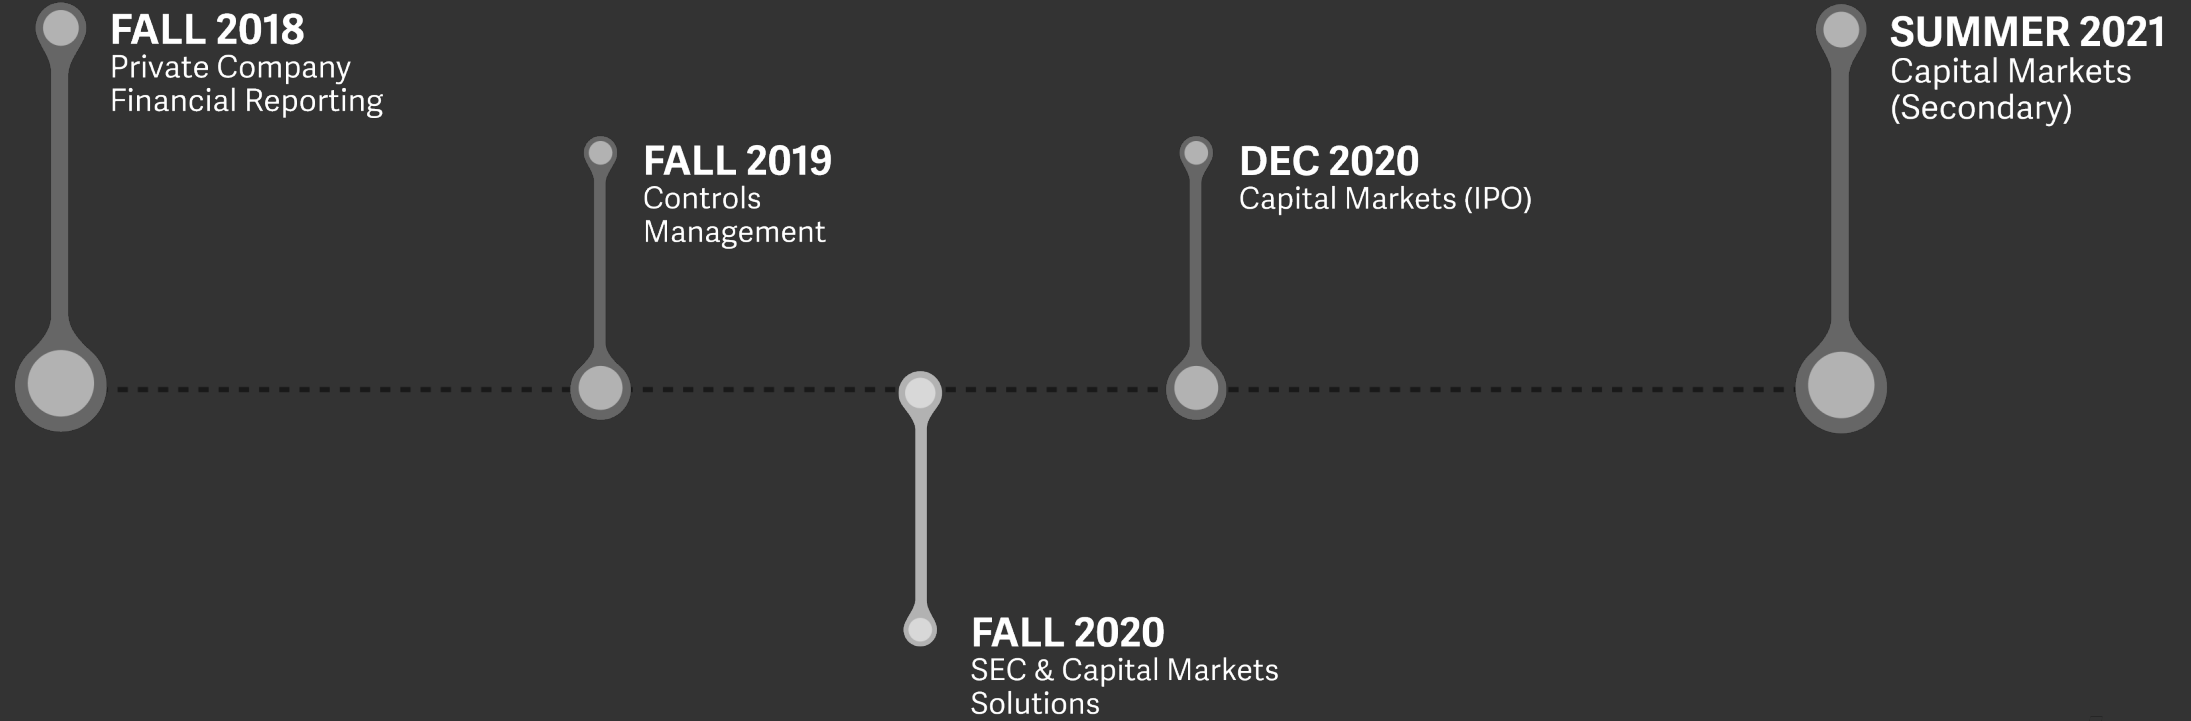 FALL 2018
Private Company
Financial Reporting
FALL 2019
Controls
Management
FALL 2020
SEC & Capital Markets
Solutions
DEC 2020
Capital Markets (IPO)
SUMMER 2021
Capital Markets
(Secondary)